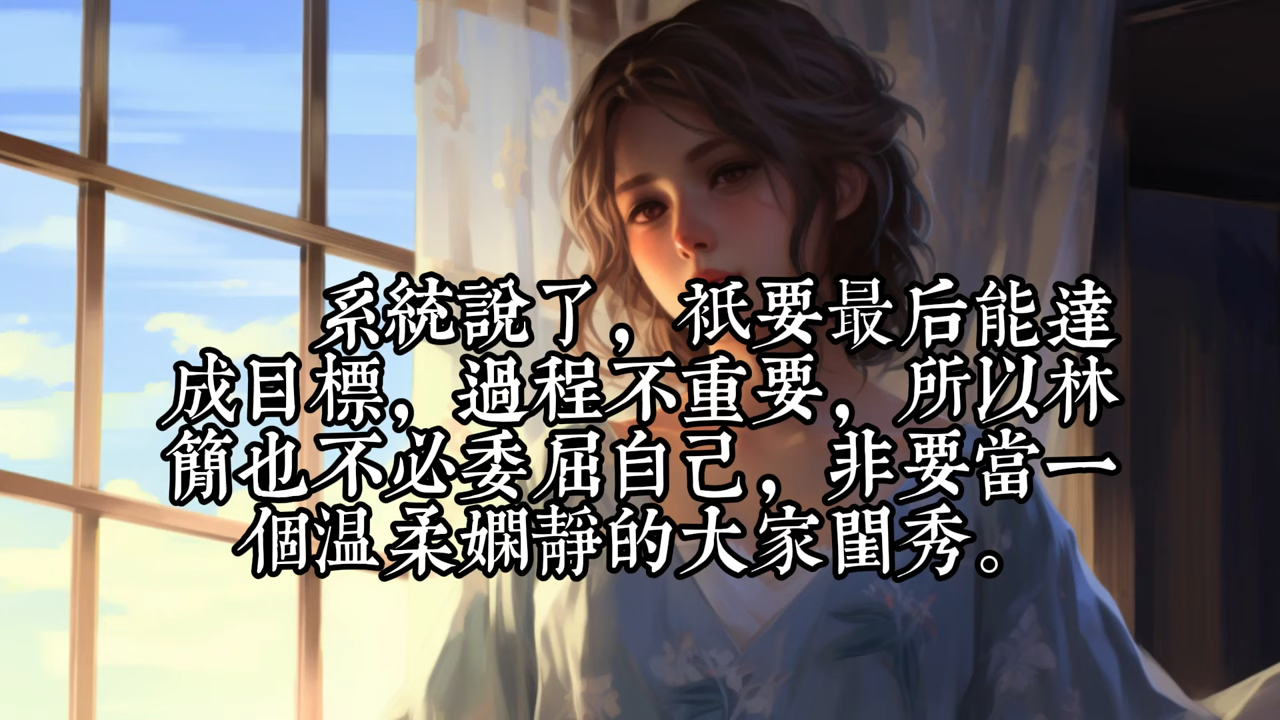 系統說了，衹要最后能達
成目標，過程不重要，所以林
簡也不必委屈自己，非要當一
個温柔嫻靜的大家閨秀。